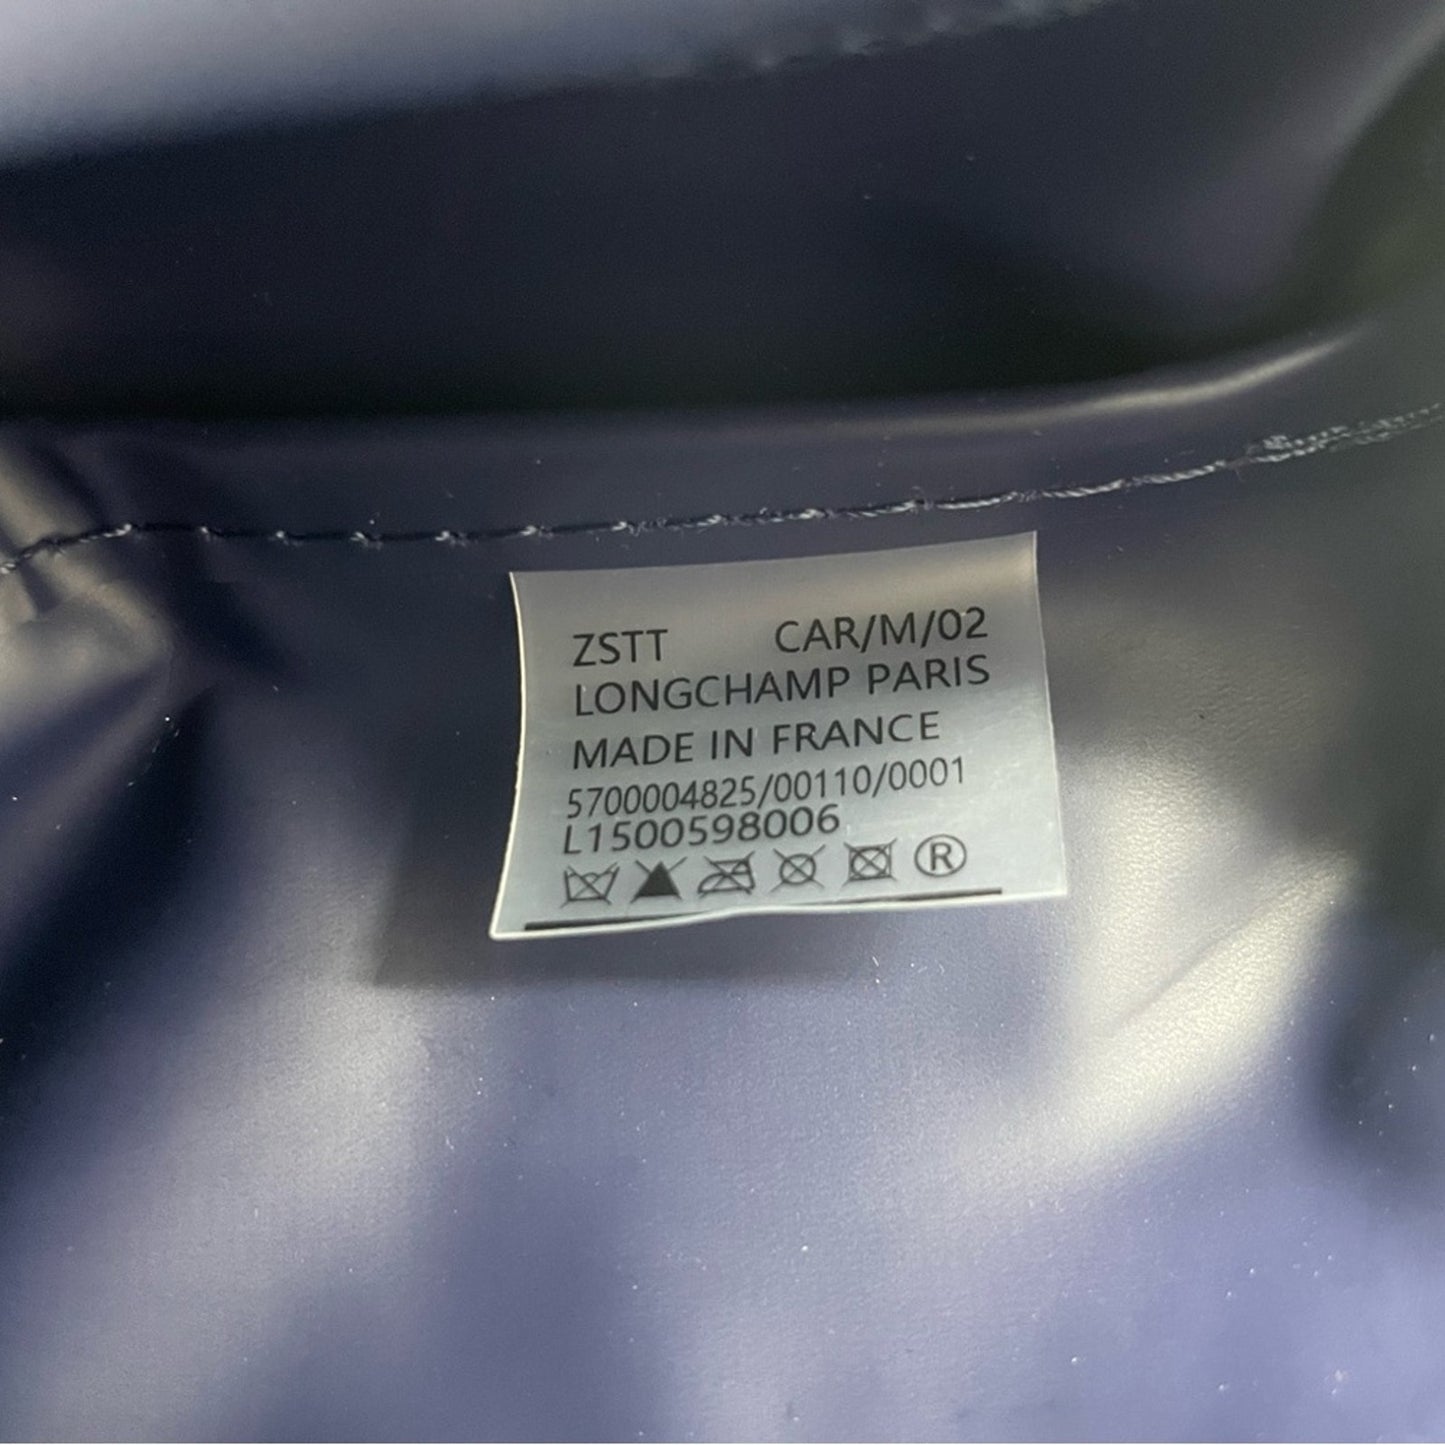 ZSTT CAR/M/02
LONGCHAMP PARIS
MADE IN FRANCE
5700004825/00110/0001
L1500598006
®